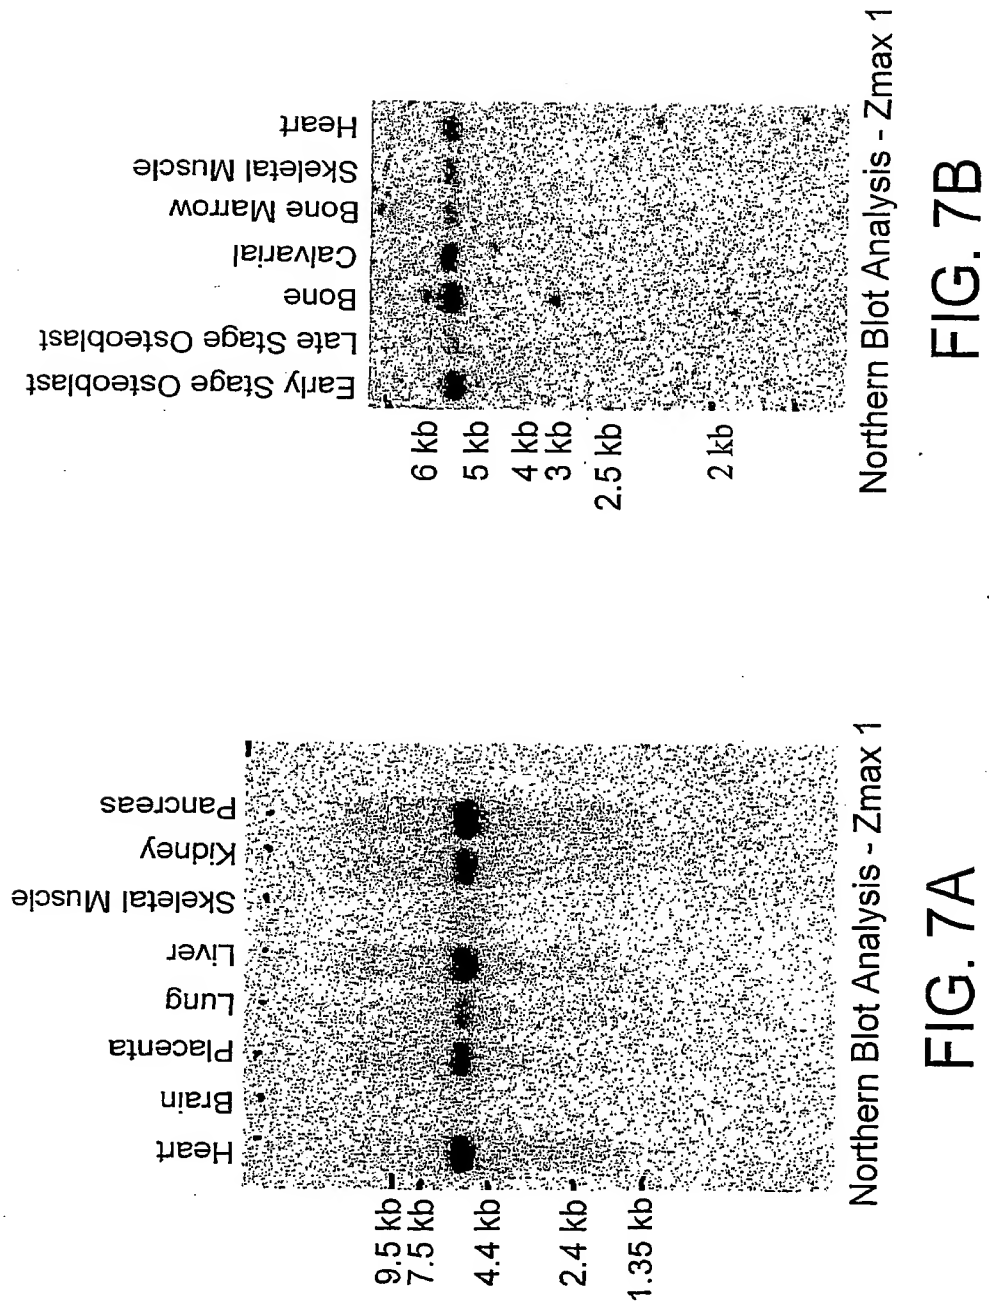 Heart
Brain
Placenta
Lung
Liver
Skeletal Muscle
Kidney
Pancreas
9.5 kb
7.5 kb
4.4 kb
2.4 kb
1.35 kb
Northern Blot Analysis - Zmax 1
FIG. 7A
Early Stage Osteoblast
Late Stage Osteoblast
Bone
Calvarial
Bone Marrow
Skeletal Muscle
Heart
6 kb
5 kb
4 kb
3 kb
2.5 kb
2 kb
Northern Blot Analysis - Zmax 1
FIG. 7B